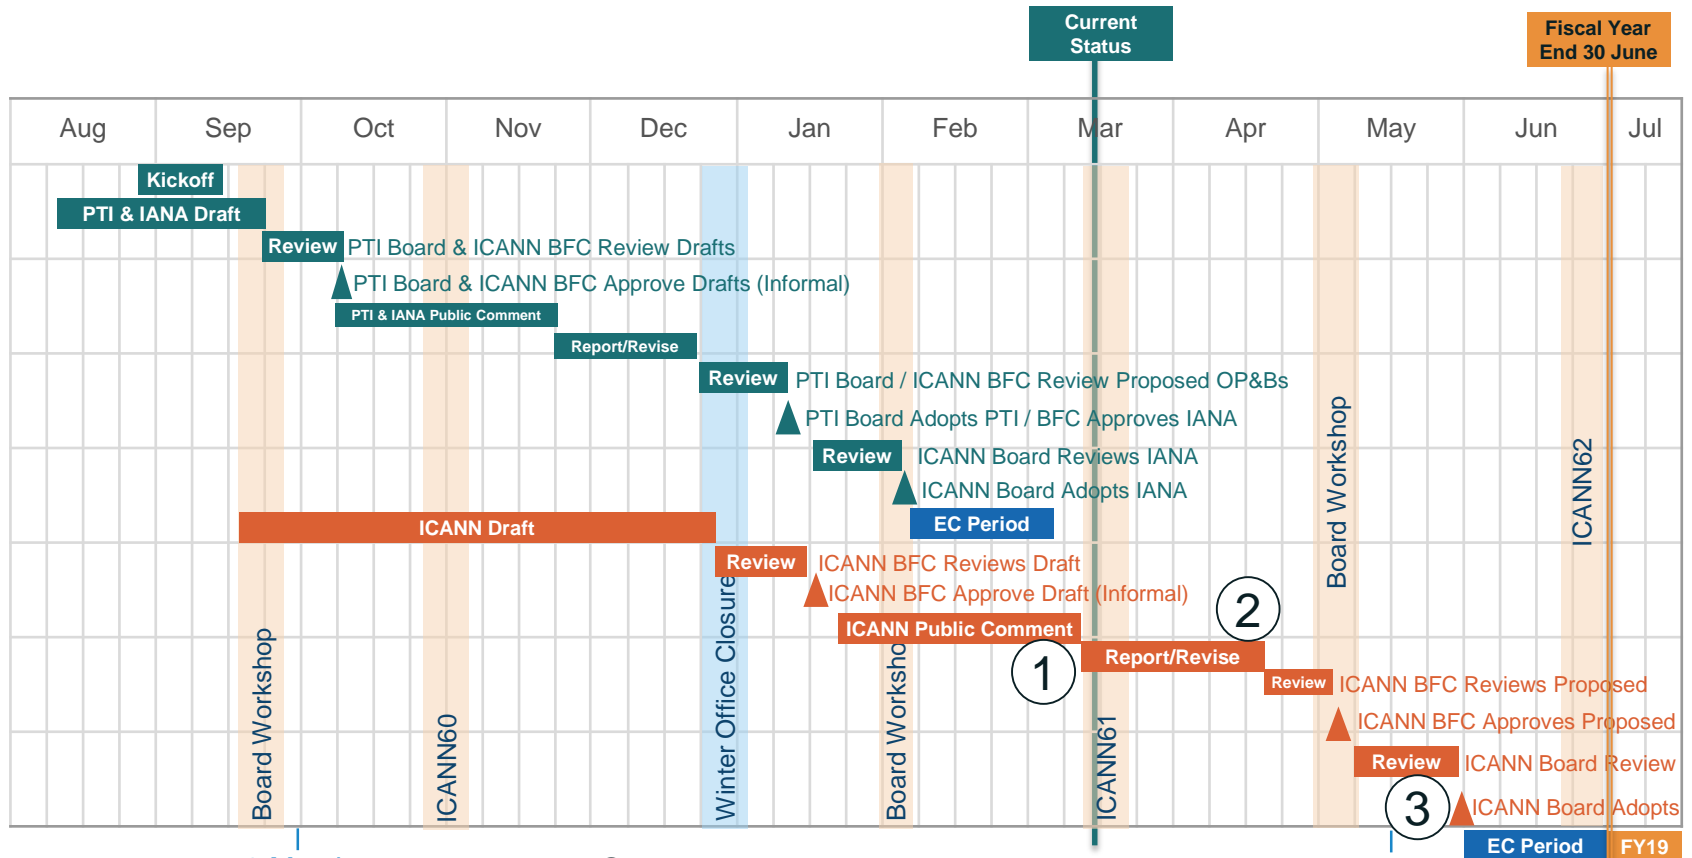 Current
Status
Fiscal Year
End 30 June
Aug Sep Oct Nov Dec Jan Feb Mar Apr May Jun Jul
Kickoff
PTI & IANA Draft
Review PTI Board & ICANN BFC Review Drafts
PTI Board & ICANN BFC Approve Drafts (Informal)
PTI & IANA Public Comment
Report/Revise
Review PTI Board / ICANN BFC Review Proposed OP&Bs
PTI Board Adopts PTI / BFC Approves IANA
Review ICANN Board Reviews IANA
ICANN Board Adopts IANA
ICANN Draft
EC Period
Review ICANN BFC Reviews Draft
ICANN BFC Approve Draft (Informal)
2
ICANN Public Comment
1
Report/Revise
Review ICANN BFC Reviews Proposed
ICANN BFC Approves Proposed
Review ICANN Board Review
3
ICANN Board Adopts
EC Period
FY19
Board Workshop
ICANN60
Winter Office Closure
Board Workshop
ICANN61
Board Workshop
ICANN62